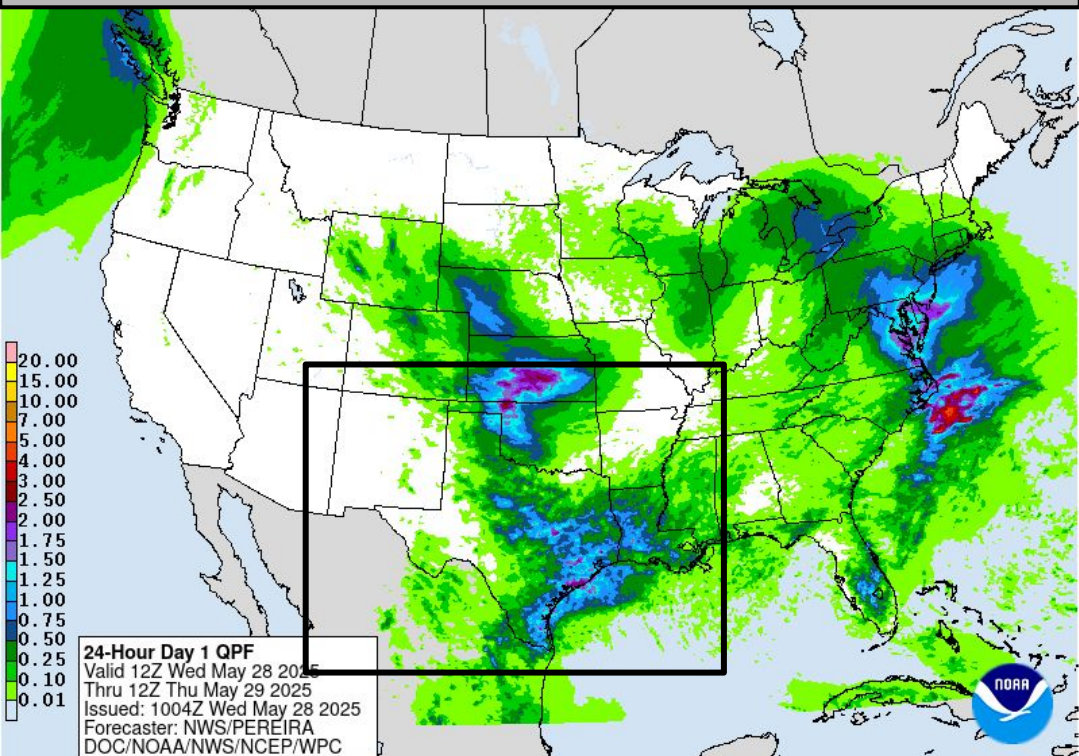 20.00
15.00
10.00
7.00
5.00
4.00
3.00
2.50
2.00
1.75
1.50
1.25
1.00
0.75
0.50
0.25
0.10
0.01
24-Hour Day 1 QPF
Valid 12Z Wed May 28 2025
Thru 12Z Thu May 29 2025
Issued: 1004Z Wed May 28 2025
Forecaster: NWS/PEREIRA
DOC/NOAA/NWS/NCEP/WPC
NOAA